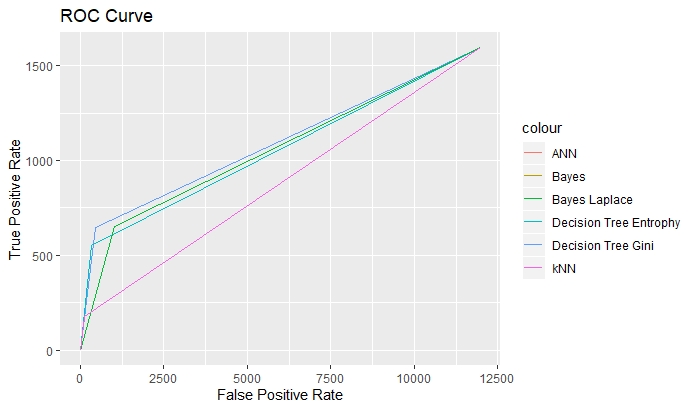 ROC Curve
True Positive Rate
1500
1000
500
0
0
2500
5000
7500
10000
12500
False Positive Rate
colour
ANN
Bayes
Bayes Laplace
Decision Tree Entrophy
Decision Tree Gini
kNN